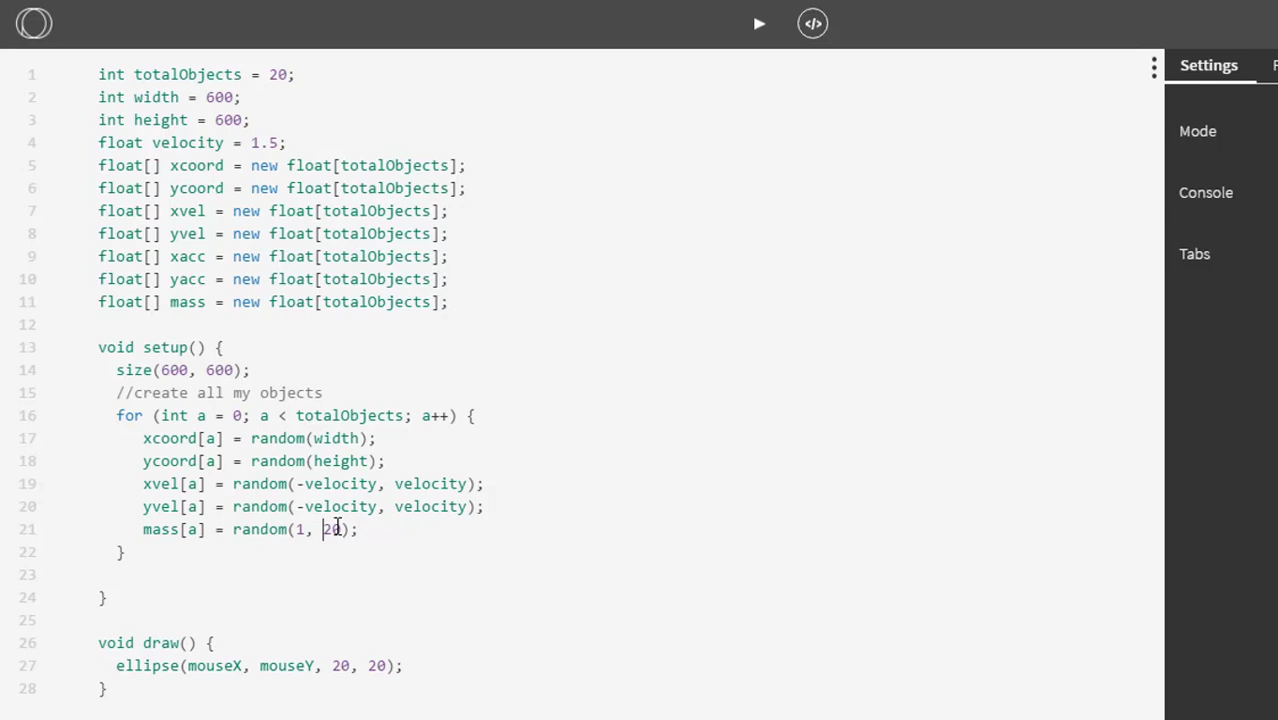 </>
Settings
1 int totalObjects = 20;
2 int width = 600;
3 int height = 600;
4 float velocity = 1.5;
5 float[] xcoord = new float[totalObjects];
6 float[] ycoord = new float[totalObjects];
7 float[] xvel = new float[totalObjects];
8 float[] yvel = new float[totalObjects];
9 float[] xacc = new float[totalObjects];
10 float[] yacc = new float[totalObjects];
11 float[] mass = new float[totalObjects];
12
13 void setup() {
14 size(600, 600);
15 //create all my objects
16 for (int a = 0; a < totalObjects; a++) {
17 xcoord[a] = random(width);
18 ycoord[a] = random(height);
19 xvel[a] = random(-velocity, velocity);
20 yvel[a] = random(-velocity, velocity);
21 mass[a] = random(1, 20);
22 }
23
24 }
25
26 void draw() {
27 ellipse(mouseX, mouseY, 20, 20);
28 }
Mode
Console
Tabs